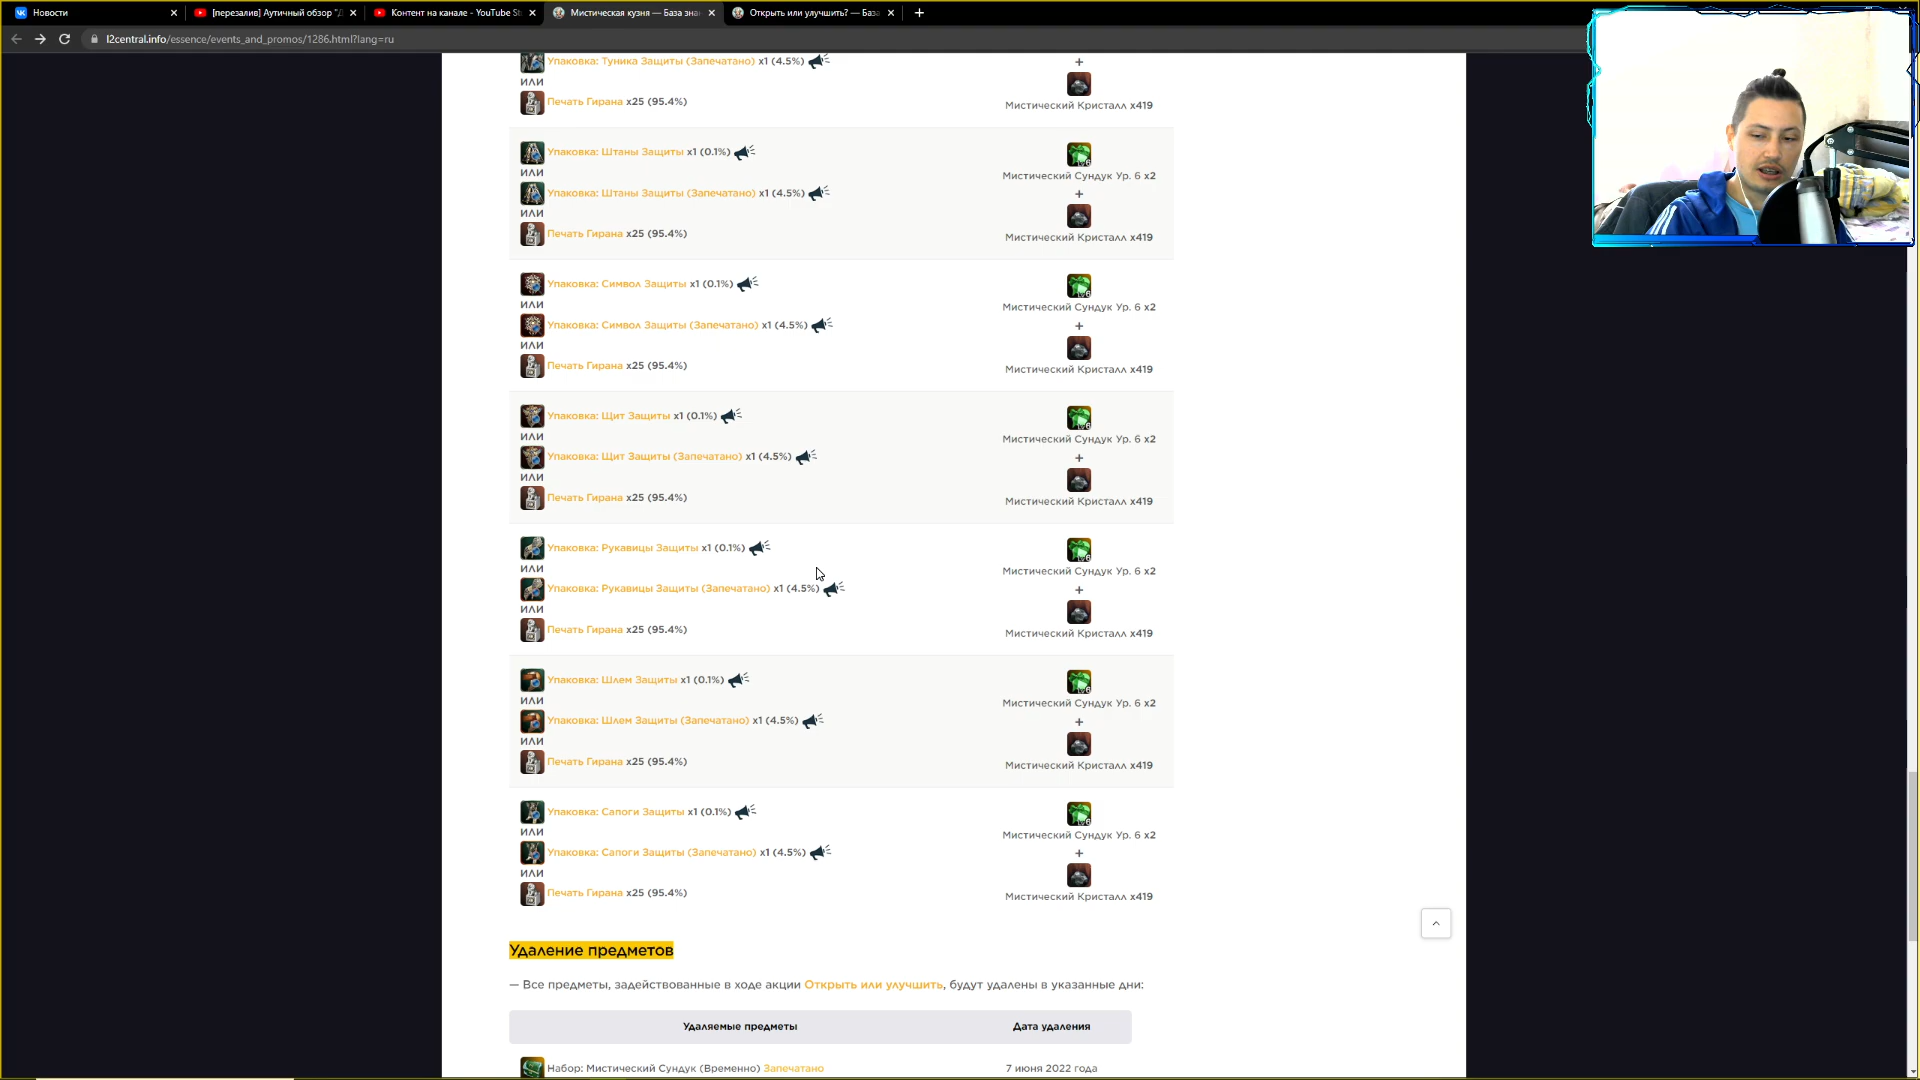 Новости
[перезалив] Аутичный обзор "Д
Контент на канале - YouTube St
Мистическая кузня — База зна
Открыть или улучшить? — База
l2central.info/essence/events_and_promos/1286.html?lang=ru
Упаковка: Туника Защиты (Запечатано) x1 (4.5%)
+
ИЛИ
Печать Гирана x25 (95.4%)
Мистический Кристалл x419
Упаковка: Штаны Защиты x1 (0.1%)
ИЛИ
Мистический Сундук Ур. 6 x2
Упаковка: Штаны Защиты (Запечатано) x1 (4.5%)
+
ИЛИ
Печать Гирана x25 (95.4%)
Мистический Кристалл x419
Упаковка: Символ Защиты x1 (0.1%)
ИЛИ
Мистический Сундук Ур. 6 x2
Упаковка: Символ Защиты (Запечатано) x1 (4.5%)
+
ИЛИ
Печать Гирана x25 (95.4%)
Мистический Кристалл x419
Упаковка: Щит Защиты x1 (0.1%)
ИЛИ
Мистический Сундук Ур. 6 x2
Упаковка: Щит Защиты (Запечатано) x1 (4.5%)
+
ИЛИ
Печать Гирана x25 (95.4%)
Мистический Кристалл x419
Упаковка: Рукавицы Защиты x1 (0.1%)
ИЛИ
Мистический Сундук Ур. 6 x2
Упаковка: Рукавицы Защиты (Запечатано) x1 (4.5%)
+
ИЛИ
Печать Гирана x25 (95.4%)
Мистический Кристалл x419
Упаковка: Шлем Защиты x1 (0.1%)
ИЛИ
Мистический Сундук Ур. 6 x2
Упаковка: Шлем Защиты (Запечатано) x1 (4.5%)
+
ИЛИ
Печать Гирана x25 (95.4%)
Мистический Кристалл x419
Упаковка: Сапоги Защиты x1 (0.1%)
ИЛИ
Мистический Сундук Ур. 6 x2
Упаковка: Сапоги Защиты (Запечатано) x1 (4.5%)
+
ИЛИ
Печать Гирана x25 (95.4%)
Мистический Кристалл x419
Удаление предметов
— Все предметы, задействованные в ходе акции Открыть или улучшить, будут удалены в указанные дни:
Удаляемые предметы
Дата удаления
Набор: Мистический Сундук (Временно) Запечатано
7 июня 2022 года